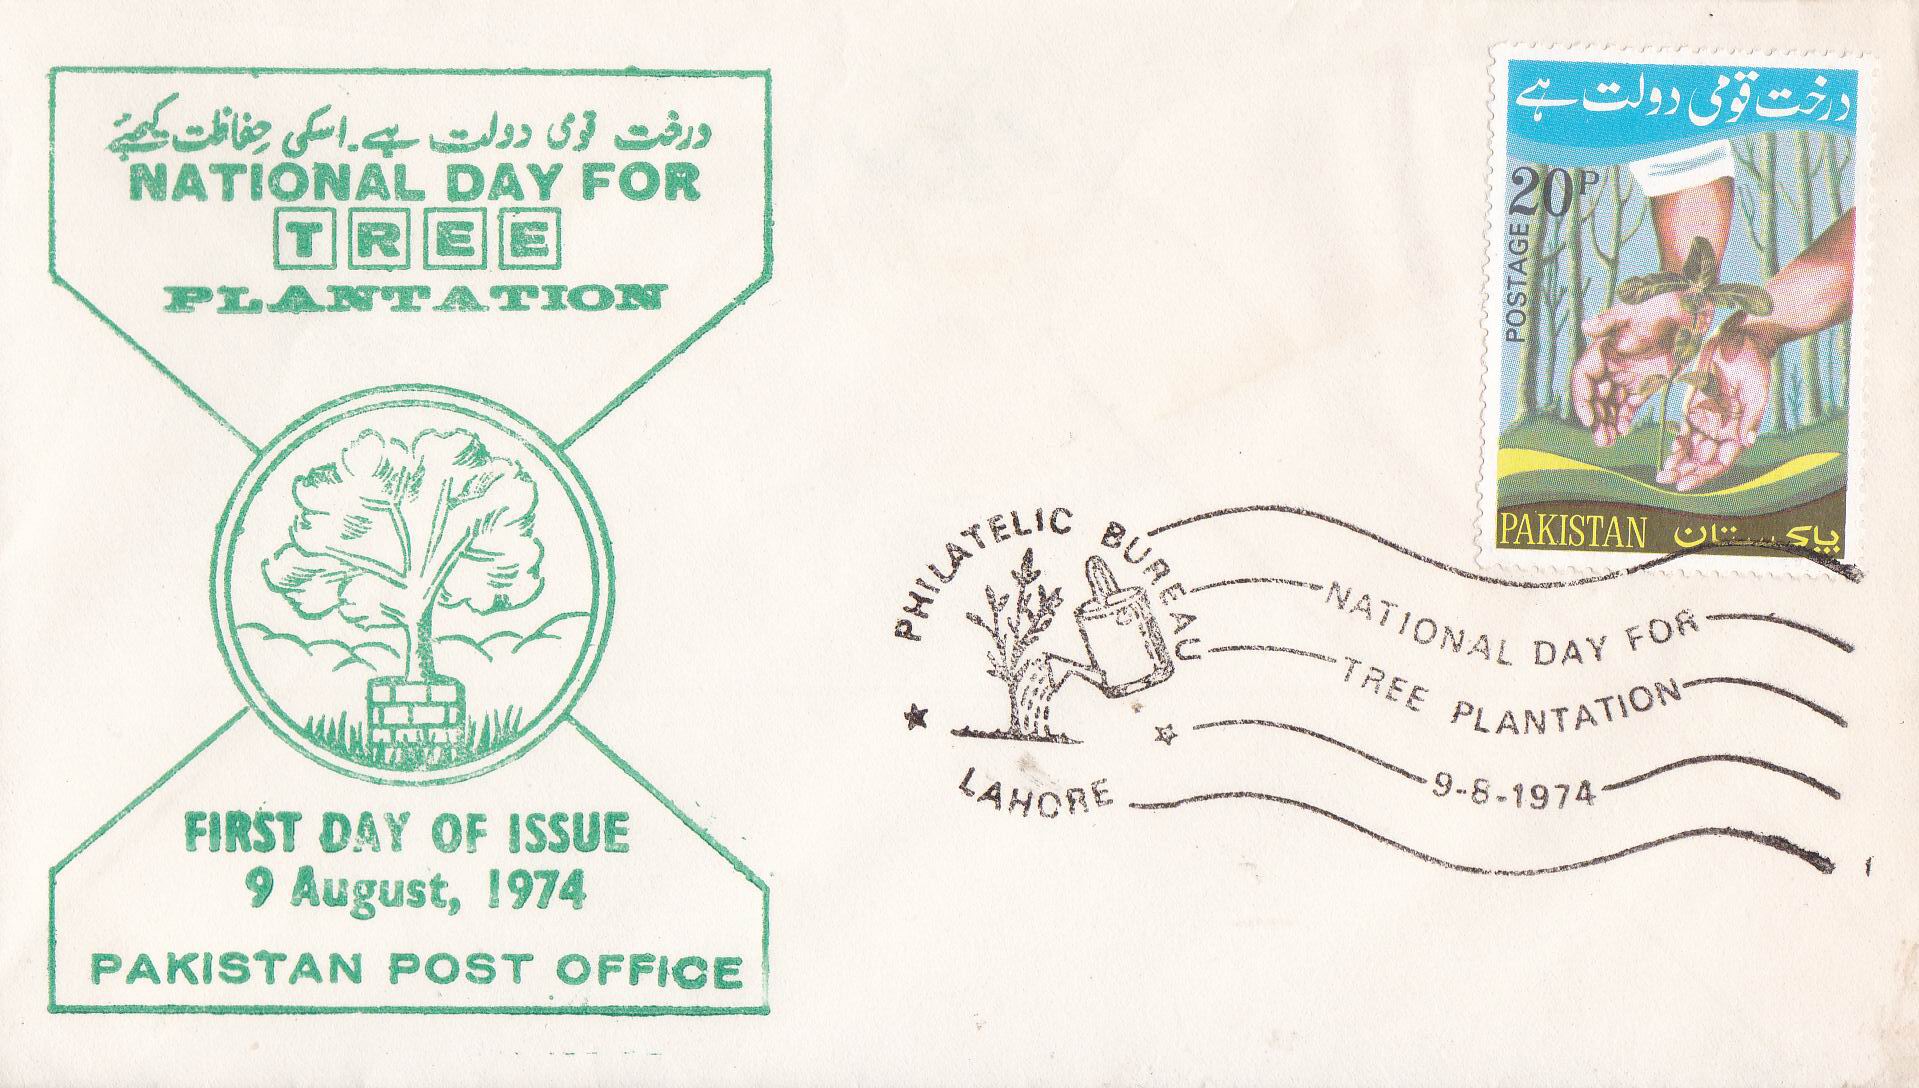 درخت قومی دولت ہے۔ اسکی حفاظت کیجئے
NATIONAL DAY FOR
TREE
PLANTATION
FIRST DAY OF ISSUE
9 August, 1974
PAKISTAN POST OFFICE
درخت قومی دولت ہے
20P
POSTAGE
PAKISTAN پاکستان
PHILATELIC BUREAU
LAHORE
NATIONAL DAY FOR
TREE PLANTATION
9-8-1974